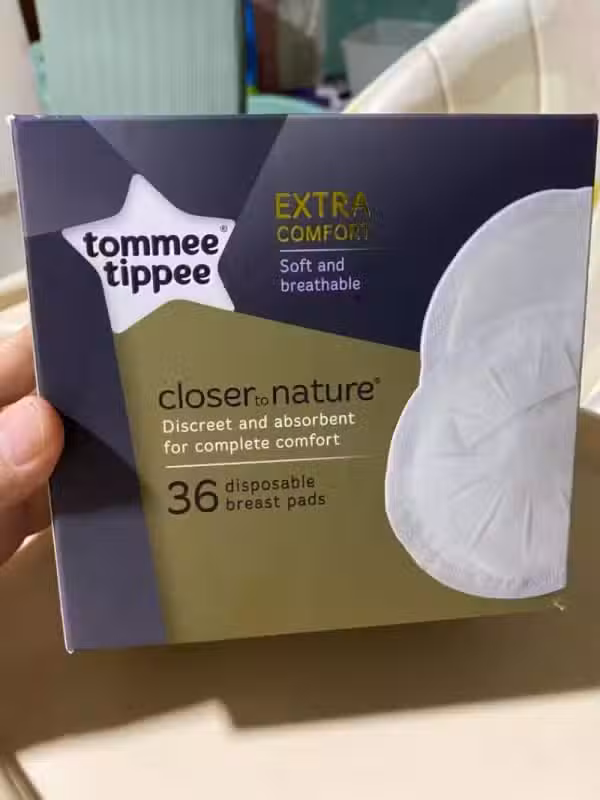 tommee®
tippee
EXTRA
COMFORT
Soft and
breathable
closer to nature®
Discreet and absorbent
for complete comfort
36 disposable
breast pads